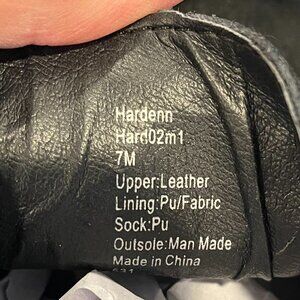 Hardenn
Hard02m1
7M
Upper:Leather
Lining:Pu/Fabric
Sock:Pu
Outsole:Man Made
Made in China